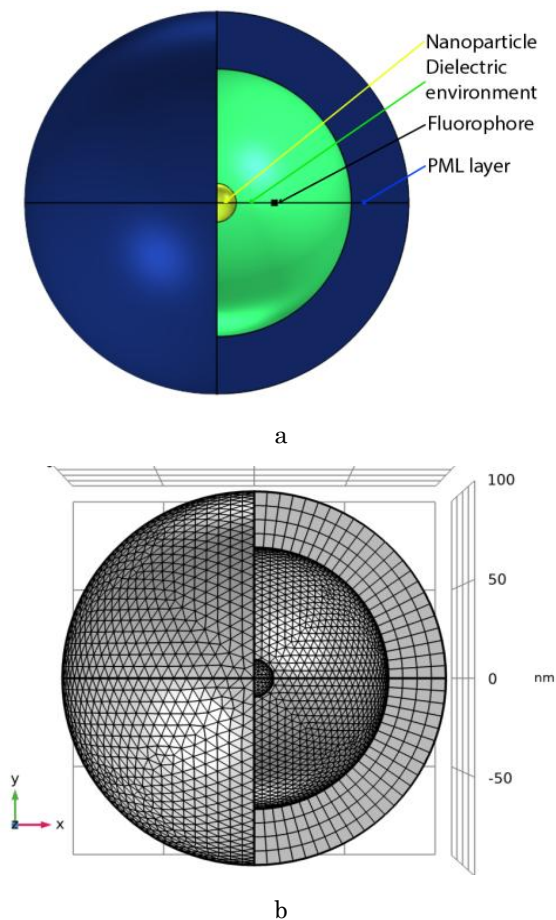 Nanoparticle
Dielectric
environment
Fluorophore
PML layer
a
100
50
0
nm
-50
y
z
x
b